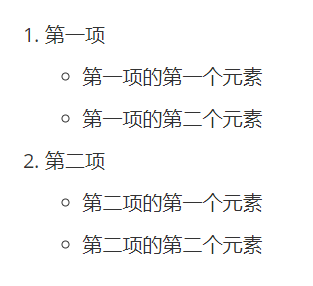 1. 第一项
○ 第一项的第一个元素
○ 第一项的第二个元素
2. 第二项
○ 第二项的第一个元素
○ 第二项的第二个元素